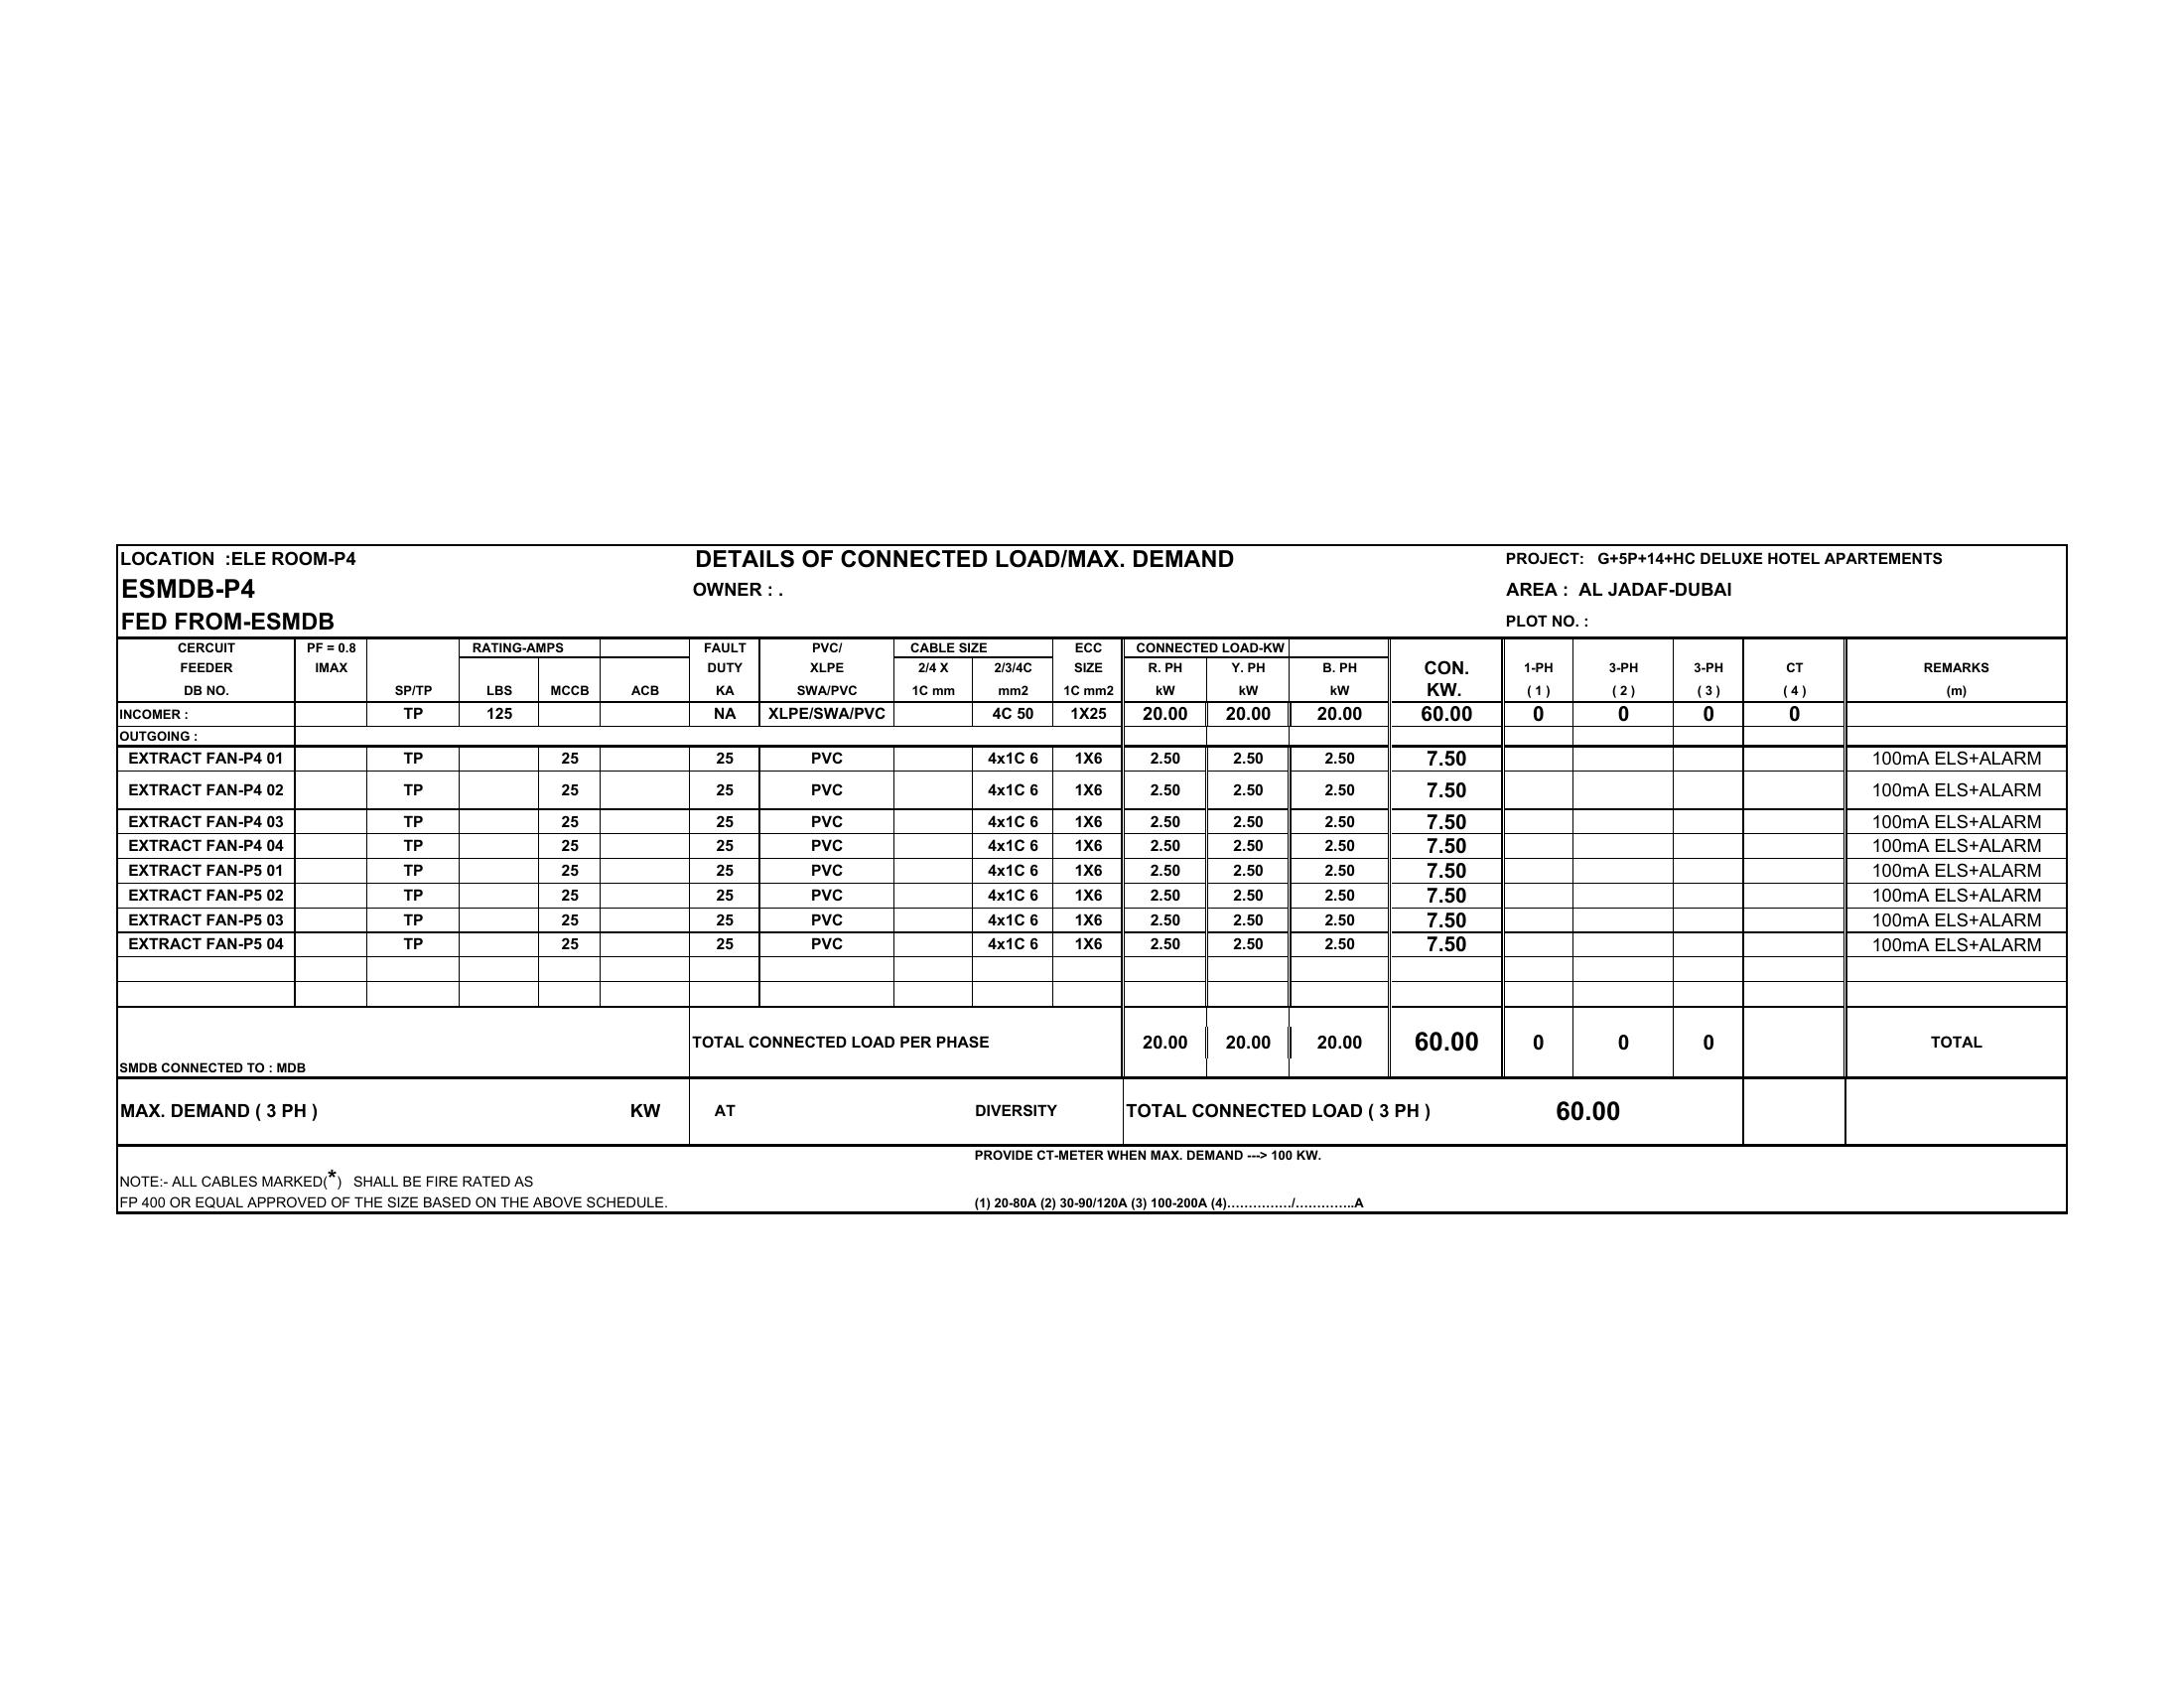 LOCATION :ELE ROOM-P4 DETAILS OF CONNECTED LOAD/MAX. DEMAND PROJECT: G+5P+14+HC DELUXE HOTEL APARTEMENTS
ESMDB-P4 OWNER : . AREA : AL JADAF-DUBAI
FED FROM-ESMDB PLOT NO. :
CERCUIT PF = 0.8 RATING-AMPS FAULT PVC/ CABLE SIZE ECC CONNECTED LOAD-KW
FEEDER IMAX DUTY XLPE 2/4 X 2/3/4C SIZE R. PH Y. PH B. PH CON. 1-PH 3-PH 3-PH CT REMARKS
DB NO. SP/TP LBS MCCB ACB KA SWA/PVC 1C mm mm2 1C mm2 kW kW kW KW. ( 1 ) ( 2 ) ( 3 ) ( 4 ) (m)
INCOMER : TP 125 NA XLPE/SWA/PVC 4C 50 1X25 20.00 20.00 20.00 60.00 0 0 0 0
OUTGOING :
EXTRACT FAN-P4 01 TP 25 25 PVC 4x1C 6 1X6 2.50 2.50 2.50 7.50 100mA ELS+ALARM
EXTRACT FAN-P4 02 TP 25 25 PVC 4x1C 6 1X6 2.50 2.50 2.50 7.50 100mA ELS+ALARM
EXTRACT FAN-P4 03 TP 25 25 PVC 4x1C 6 1X6 2.50 2.50 2.50 7.50 100mA ELS+ALARM
EXTRACT FAN-P4 04 TP 25 25 PVC 4x1C 6 1X6 2.50 2.50 2.50 7.50 100mA ELS+ALARM
EXTRACT FAN-P5 01 TP 25 25 PVC 4x1C 6 1X6 2.50 2.50 2.50 7.50 100mA ELS+ALARM
EXTRACT FAN-P5 02 TP 25 25 PVC 4x1C 6 1X6 2.50 2.50 2.50 7.50 100mA ELS+ALARM
EXTRACT FAN-P5 03 TP 25 25 PVC 4x1C 6 1X6 2.50 2.50 2.50 7.50 100mA ELS+ALARM
EXTRACT FAN-P5 04 TP 25 25 PVC 4x1C 6 1X6 2.50 2.50 2.50 7.50 100mA ELS+ALARM
TOTAL CONNECTED LOAD PER PHASE 20.00 20.00 20.00 60.00 0 0 0 TOTAL
SMDB CONNECTED TO : MDB
MAX. DEMAND ( 3 PH ) KW AT DIVERSITY TOTAL CONNECTED LOAD ( 3 PH ) 60.00
PROVIDE CT-METER WHEN MAX. DEMAND ---> 100 KW.
NOTE:- ALL CABLES MARKED(*) SHALL BE FIRE RATED AS
FP 400 OR EQUAL APPROVED OF THE SIZE BASED ON THE ABOVE SCHEDULE. (1) 20-80A (2) 30-90/120A (3) 100-200A (4)……………/…………..A